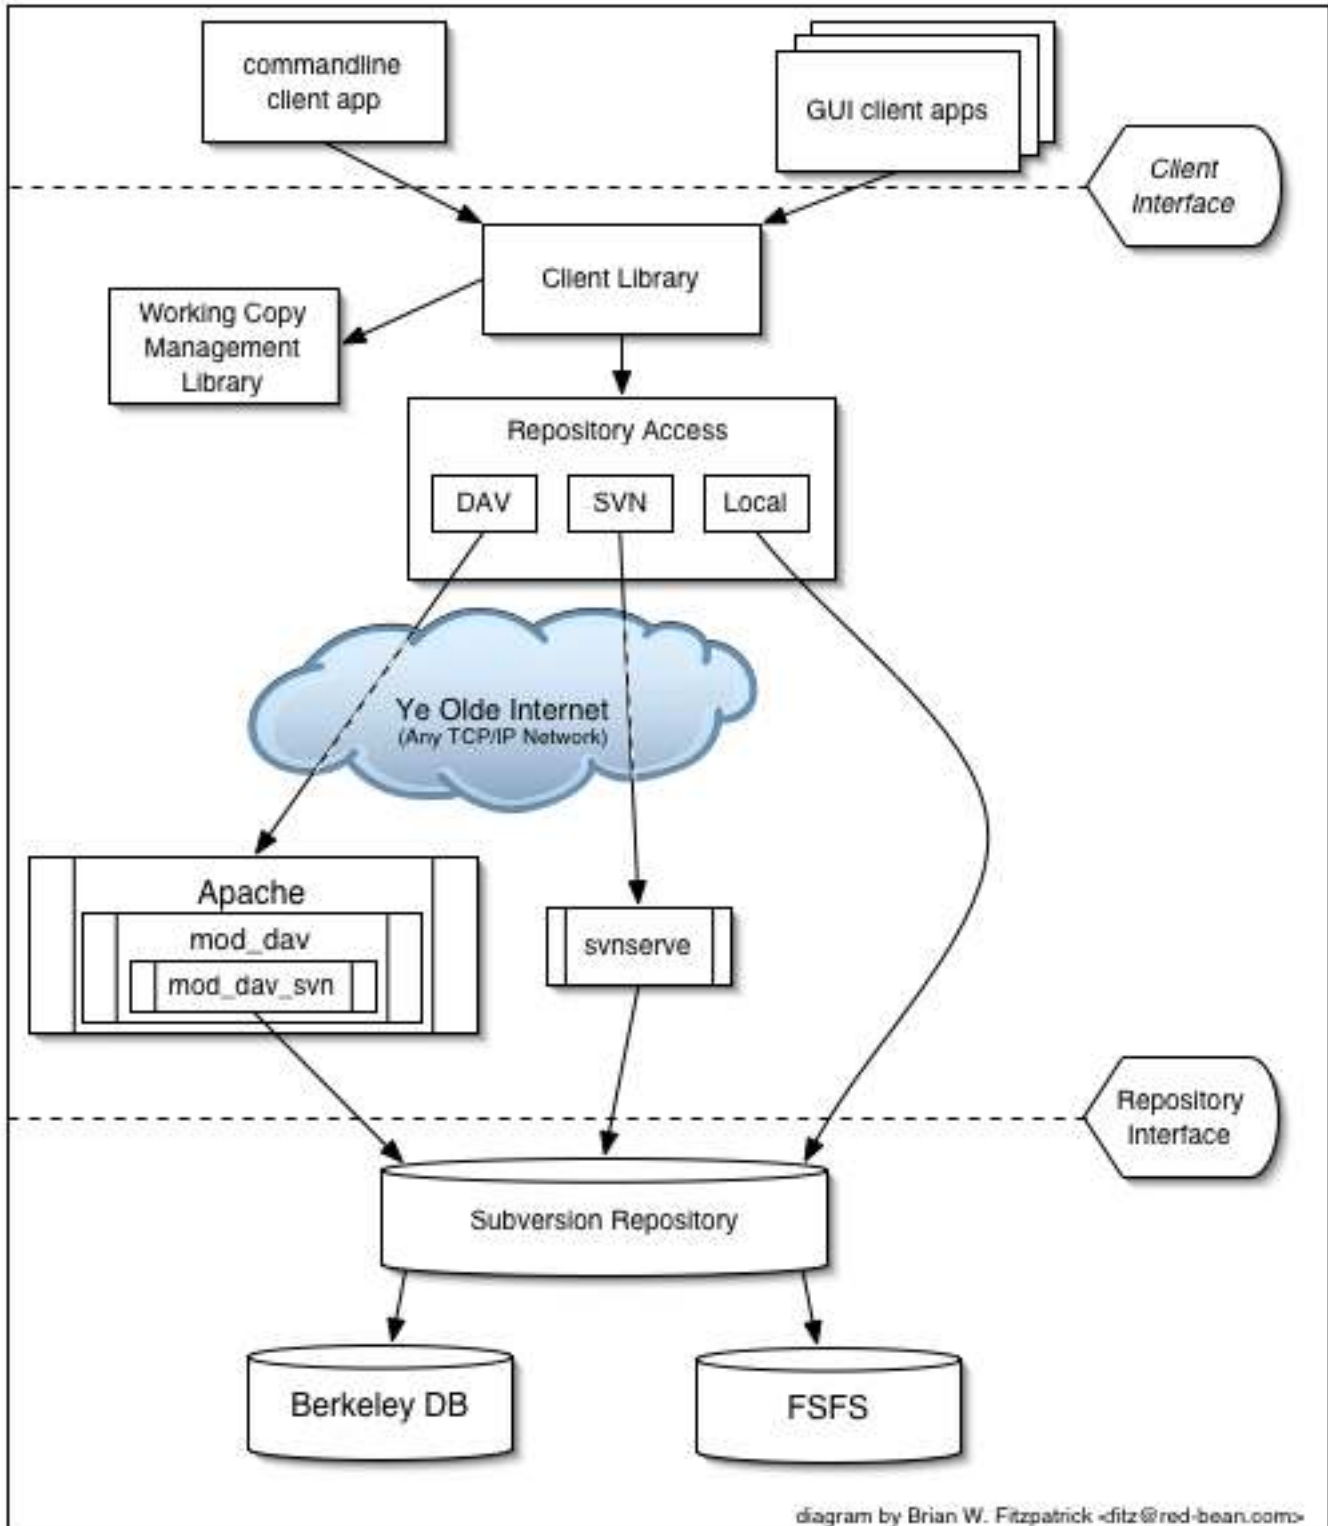 commandline
client app
GUI client apps
Client
Interface
Client Library
Working Copy
Management
Library
Repository Access
DAV
SVN
Local
Ye Olde Internet
(Any TCP/IP Network)
Apache
mod_dav
mod_dav_svn
svnserve
Repository
Interface
Subversion Repository
Berkeley DB
FSFS
diagram by Brian W. Fitzpatrick <fitz@red-bean.com>